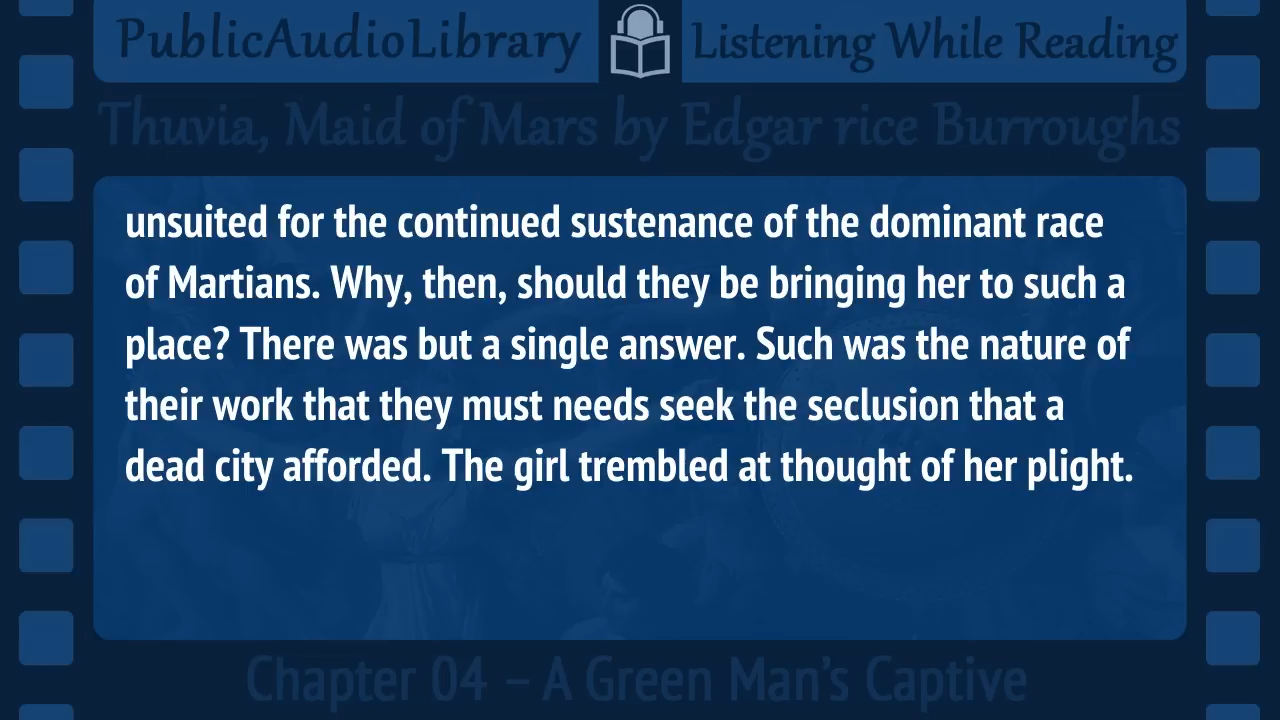 PublicAudioLibrary Listening While Reading
Thuvia, Maid of Mars by Edgar rice Burroughs
unsuited for the continued sustenance of the dominant race
of Martians. Why, then, should they be bringing her to such a
place? There was but a single answer. Such was the nature of
their work that they must needs seek the seclusion that a
dead city afforded. The girl trembled at thought of her plight.
Chapter 04 – A Green Man’s Captive